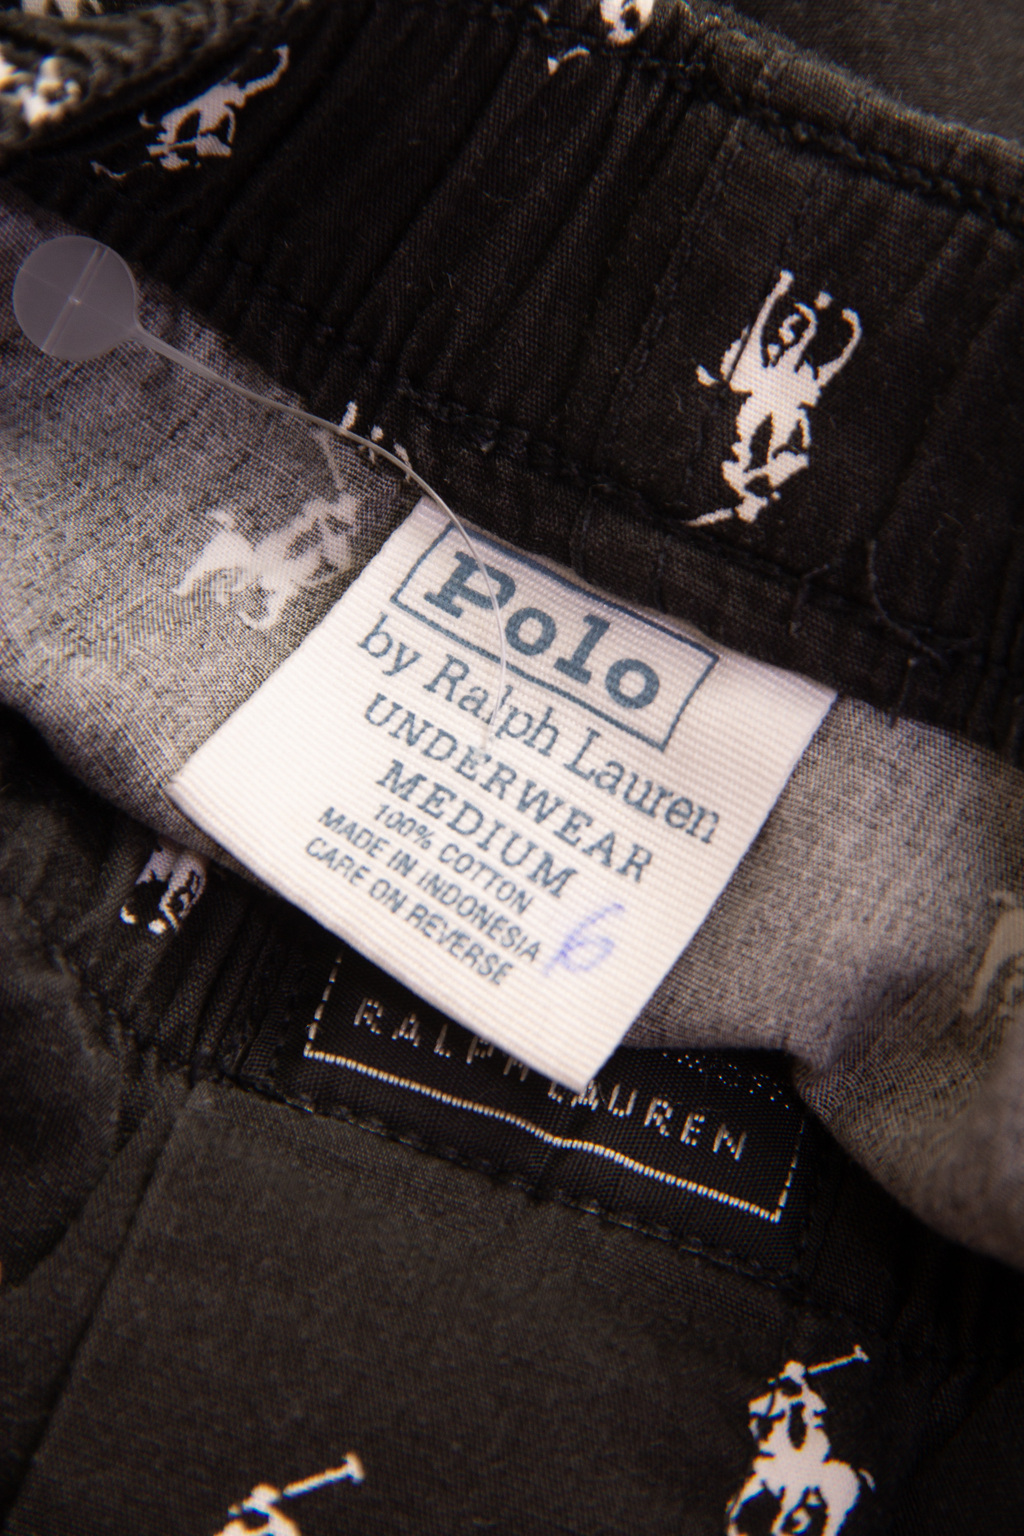 Polo
by Ralph Lauren
UNDERWEAR
MEDIUM
100% COTTON
MADE IN INDONESIA
CARE ON REVERSE
6
RALPH LAUREN